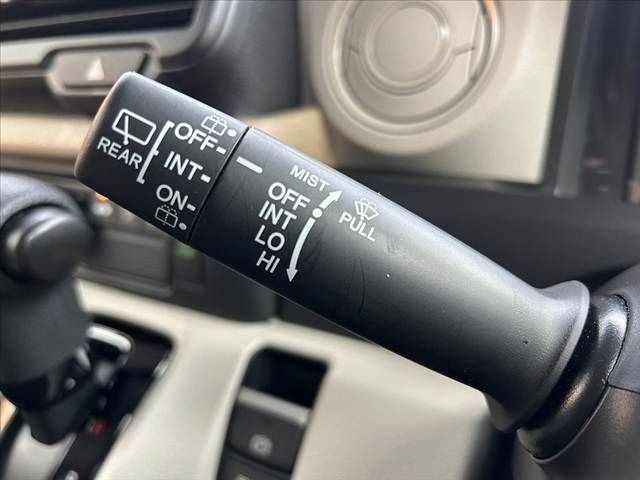 REAR
OFF
INT
ON
MIST
OFF
INT
LO
HI
PULL